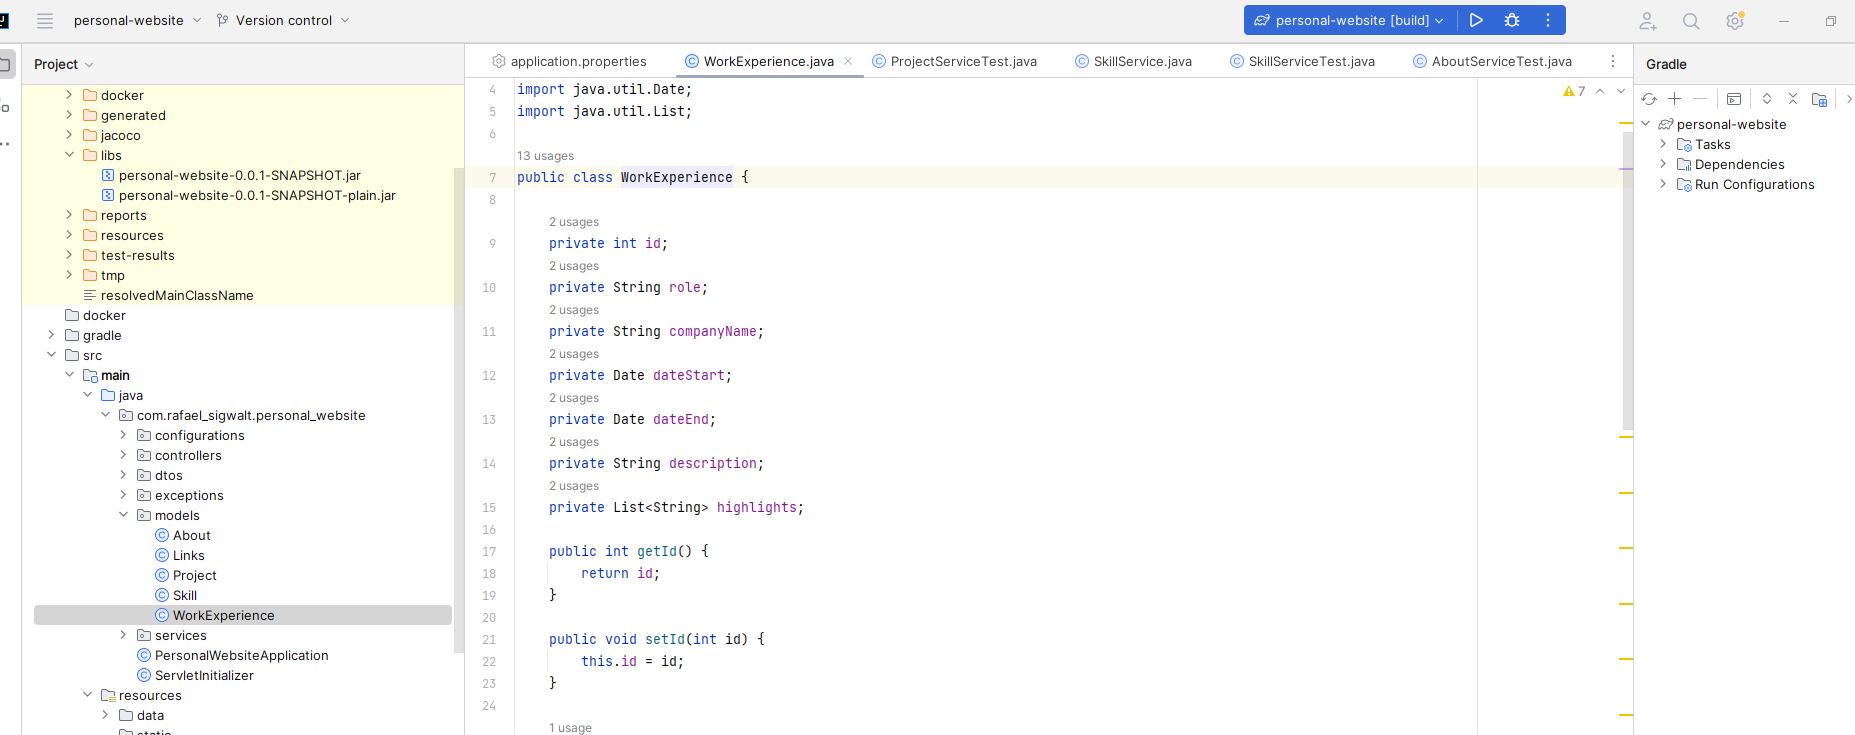 personal-website
Version control
personal-website [build]
Project
docker
generated
jacoco
libs
personal-website-0.0.1-SNAPSHOT.jar
personal-website-0.0.1-SNAPSHOT-plain.jar
reports
resources
test-results
tmp
resolvedMainClassName
docker
gradle
src
main
java
com.rafael_sigwalt.personal_website
configurations
controllers
dtos
exceptions
models
About
Links
Project
Skill
WorkExperience
services
PersonalWebsiteApplication
ServletInitializer
resources
data
static
application.properties
WorkExperience.java
ProjectServiceTest.java
SkillService.java
SkillServiceTest.java
AboutServiceTest.java
7
4 import java.util.Date;
5 import java.util.List;
6
13 usages
7 public class WorkExperience {
8
2 usages
9 private int id;
2 usages
10 private String role;
2 usages
11 private String companyName;
2 usages
12 private Date dateStart;
2 usages
13 private Date dateEnd;
2 usages
14 private String description;
2 usages
15 private List<String> highlights;
16
17 public int getId() {
18 return id;
19 }
20
21 public void setId(int id) {
22 this.id = id;
23 }
24
1 usage
Gradle
personal-website
Tasks
Dependencies
Run Configurations